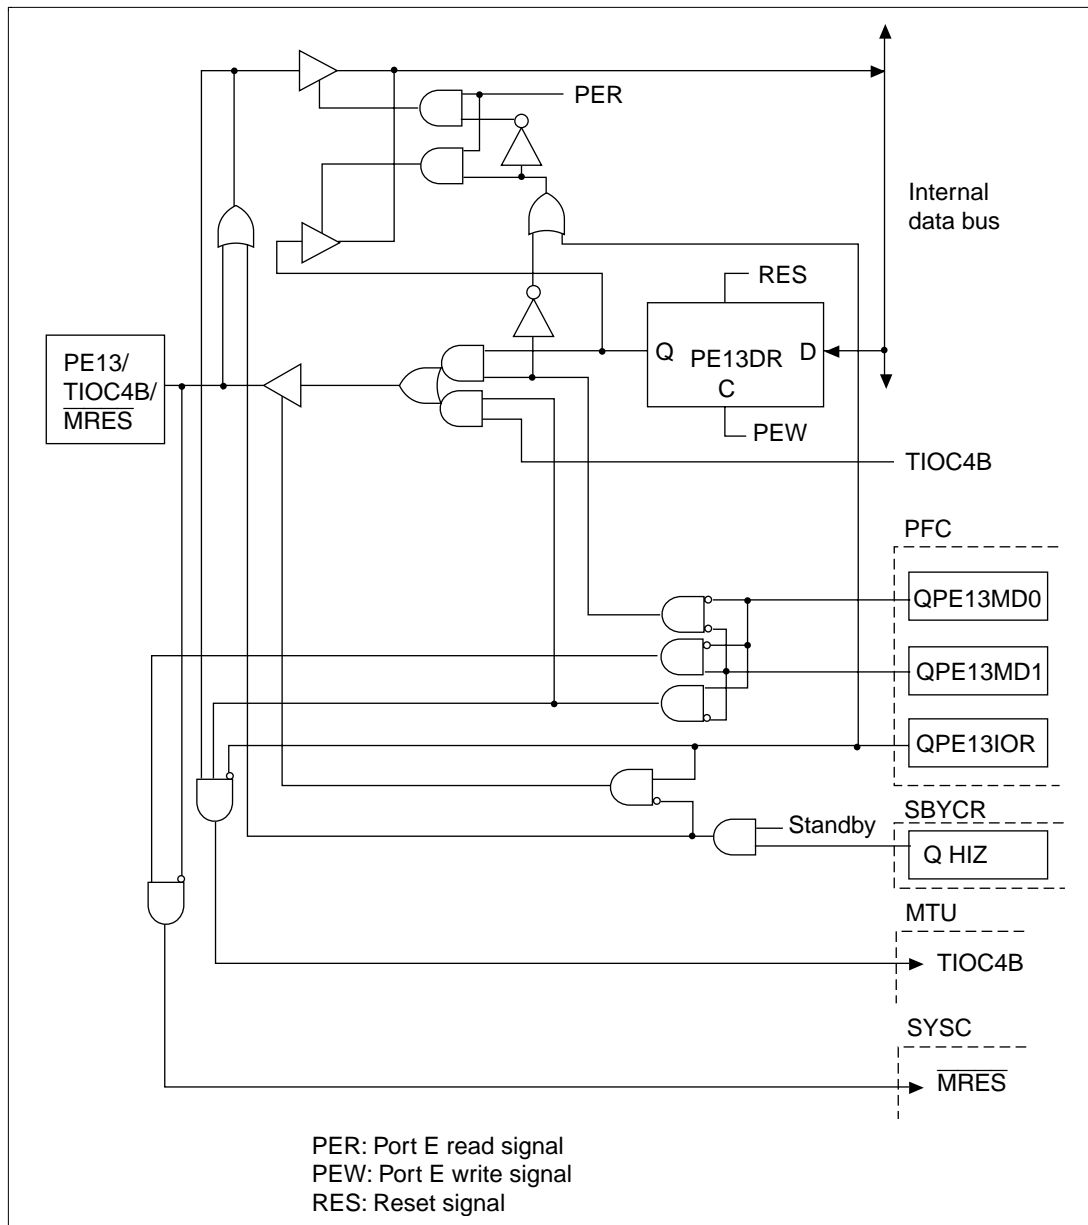 PER
Internal
data bus
RES
PE13/
TIOC4B/
MRES
Q
PE13DR
D
C
PEW
TIOC4B
PFC
QPE13MD0
QPE13MD1
QPE13IOR
SBYCR
Standby
Q HIZ
MTU
TIOC4B
SYSC
MRES
PER: Port E read signal
PEW: Port E write signal
RES: Reset signal